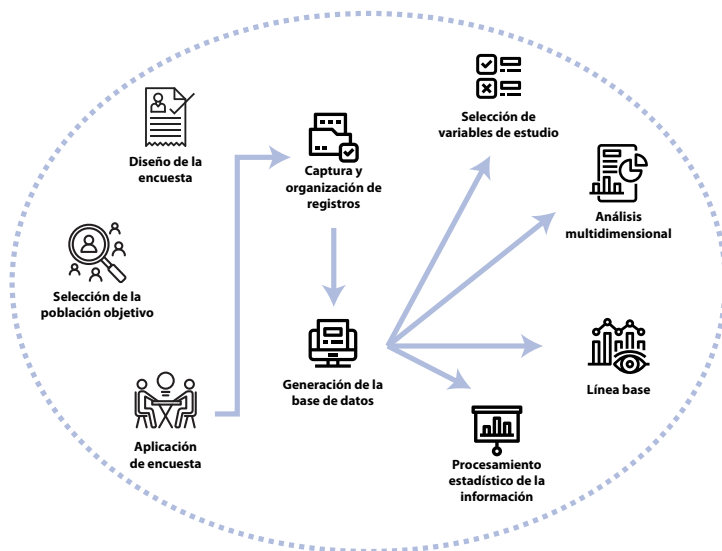 Diseño de la
encuesta
Selección de la
población objetivo
Aplicación
de encuesta
Captura y
organización de
registros
Generación de la
base de datos
Selección de
variables de estudio
Análisis
multidimensional
Línea base
Procesamiento
estadístico de la
información